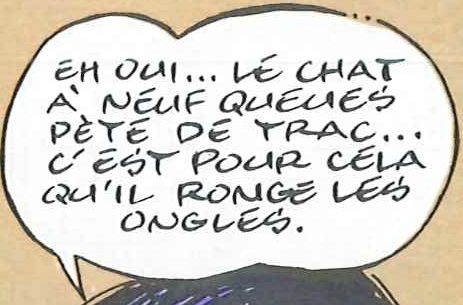 EH OUI... LE CHAT
À NEUF QUEUES
PÈTE DE TRAC...
C'EST POUR CELA
QU'IL RONGE LES
ONGLES.